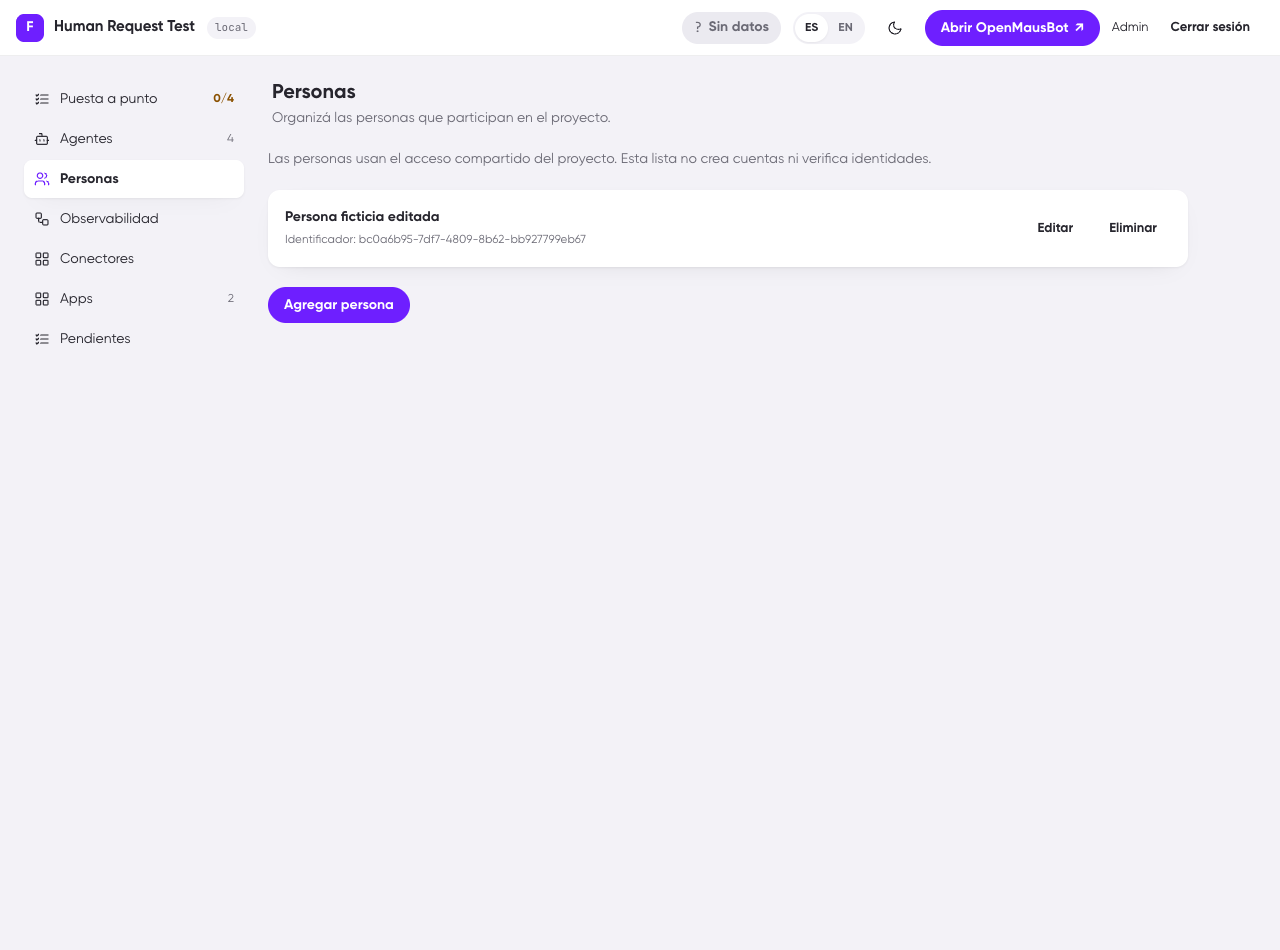 F Human Request Test local
? Sin datos ES EN Abrir OpenMausBot ↗ Admin Cerrar sesión
Puesta a punto 0/4
Agentes 4
Personas
Observabilidad
Conectores
Apps 2
Pendientes
Personas
Organizá las personas que participan en el proyecto.
Las personas usan el acceso compartido del proyecto. Esta lista no crea cuentas ni verifica identidades.
Persona ficticia editada
Identificador: bc0a6b95-7df7-4809-8b62-bb927799eb67
Editar Eliminar
Agregar persona